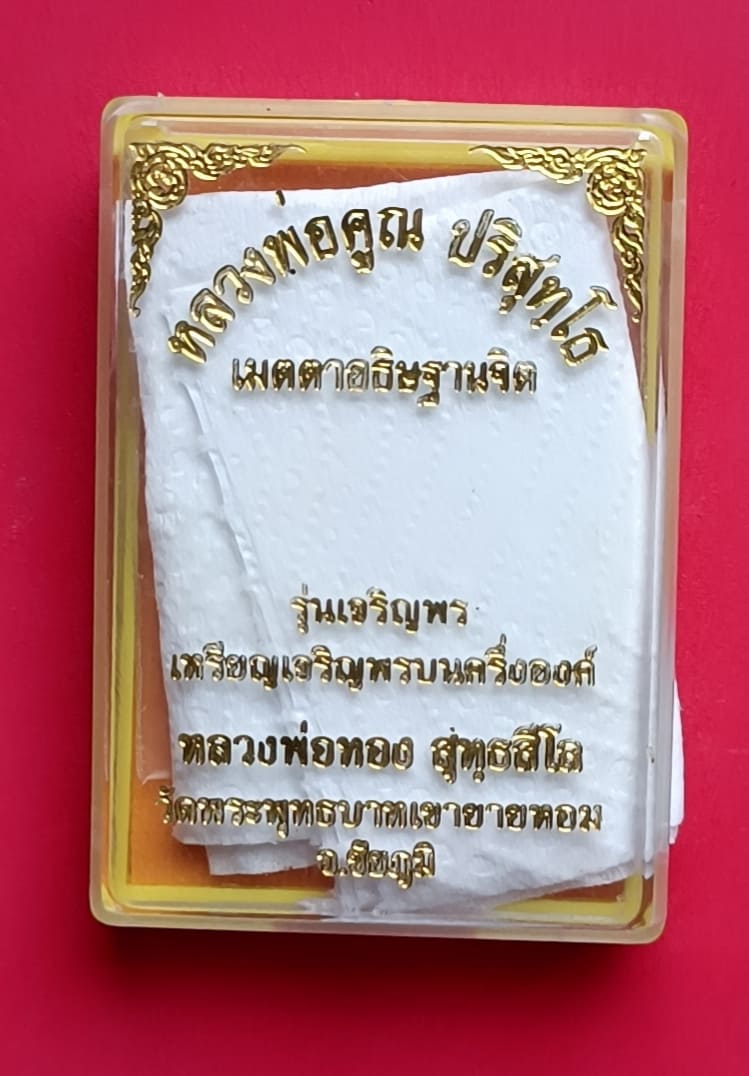 หลวงพ่อคูณ ปริสุทฺโธ
เมตตาอธิษฐานจิต
รุ่นเจริญพร
เหรียญเจริญพรบนครึ่งองค์
หลวงพ่อทอง สุทฺธสีโล
วัดพระพุทธบาทเขายายหอม
จ.ชัยภูมิ